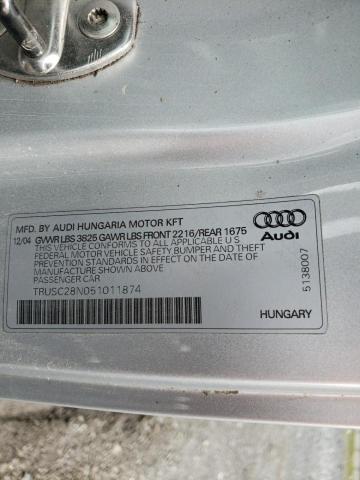 MFD. BY AUDI HUNGARIA MOTOR KFT
12/04 GVWR LBS 3825 GAWR LBS FRONT 2216/REAR 1675
THIS VEHICLE CONFORMS TO ALL APPLICABLE U S
FEDERAL MOTOR VEHICLE SAFETY BUMPER AND THEFT
PREVENTION STANDARDS IN EFFECT ON THE DATE OF
MANUFACTURE SHOWN ABOVE
PASSENGER CAR
TRUSC28N051011874
Audi
5138007
HUNGARY